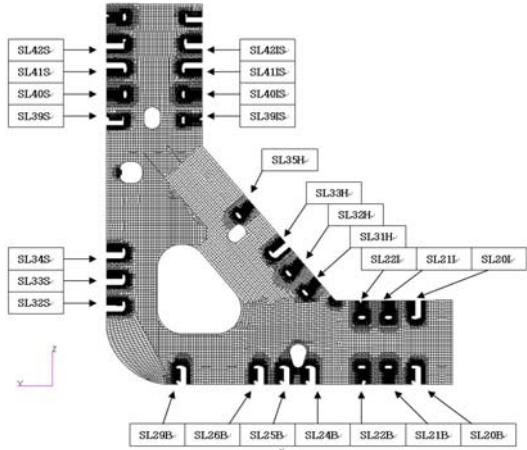 SL42S SL42IS
SL41S SL41IS
SL40S SL40IS
SL39S SL39IS
SL35H
SL33H
SL32H
SL31H
SL34S SL22I SL21I SL20I
SL33S
SL32S
Z
Y
SL29B SL26B SL25B SL24B SL22B SL21B SL20B